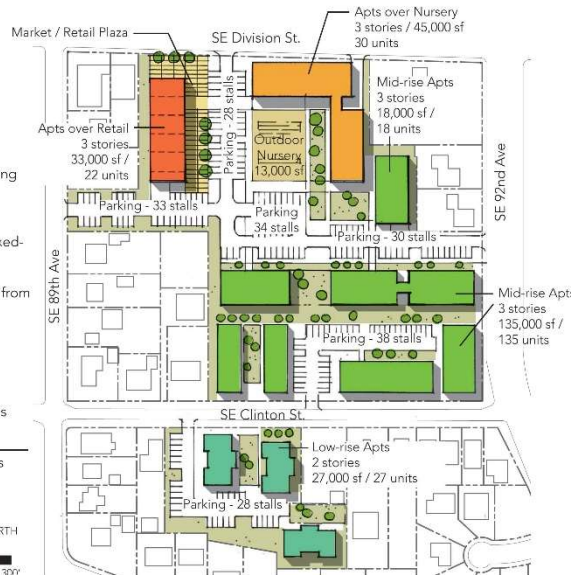 Apts over Nursery
3 stories / 45,000 sf
30 units
Market / Retail Plaza
SE Division St.
Mid-rise Apts
3 stories
18,000 sf /
18 units
Parking - 28 stalls
Apts over Retail
3 stories
33,000 sf /
22 units
Outdoor
Nursery
13,000 sf
ing
SE 92nd Ave
Parking - 33 stalls
Parking
34 stalls
Parking - 30 stalls
xed-
SE 89th Ave
from
Mid-rise Apts
3 stories
135,000 sf /
135 units
Parking - 38 stalls
SE Clinton St.
s
Low-rise Apts
2 stories
27,000 sf / 27 units
s
Parking - 28 stalls
RTH
300'